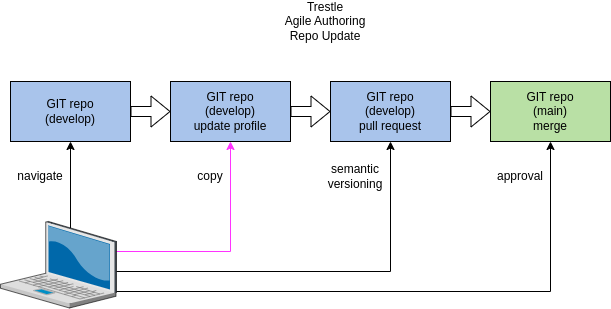 Trestle
Agile Authoring
Repo Update
GIT repo
(develop)
GIT repo
(develop)
update profile
GIT repo
(develop)
pull request
GIT repo
(main)
merge
navigate
copy
semantic
versioning
approval